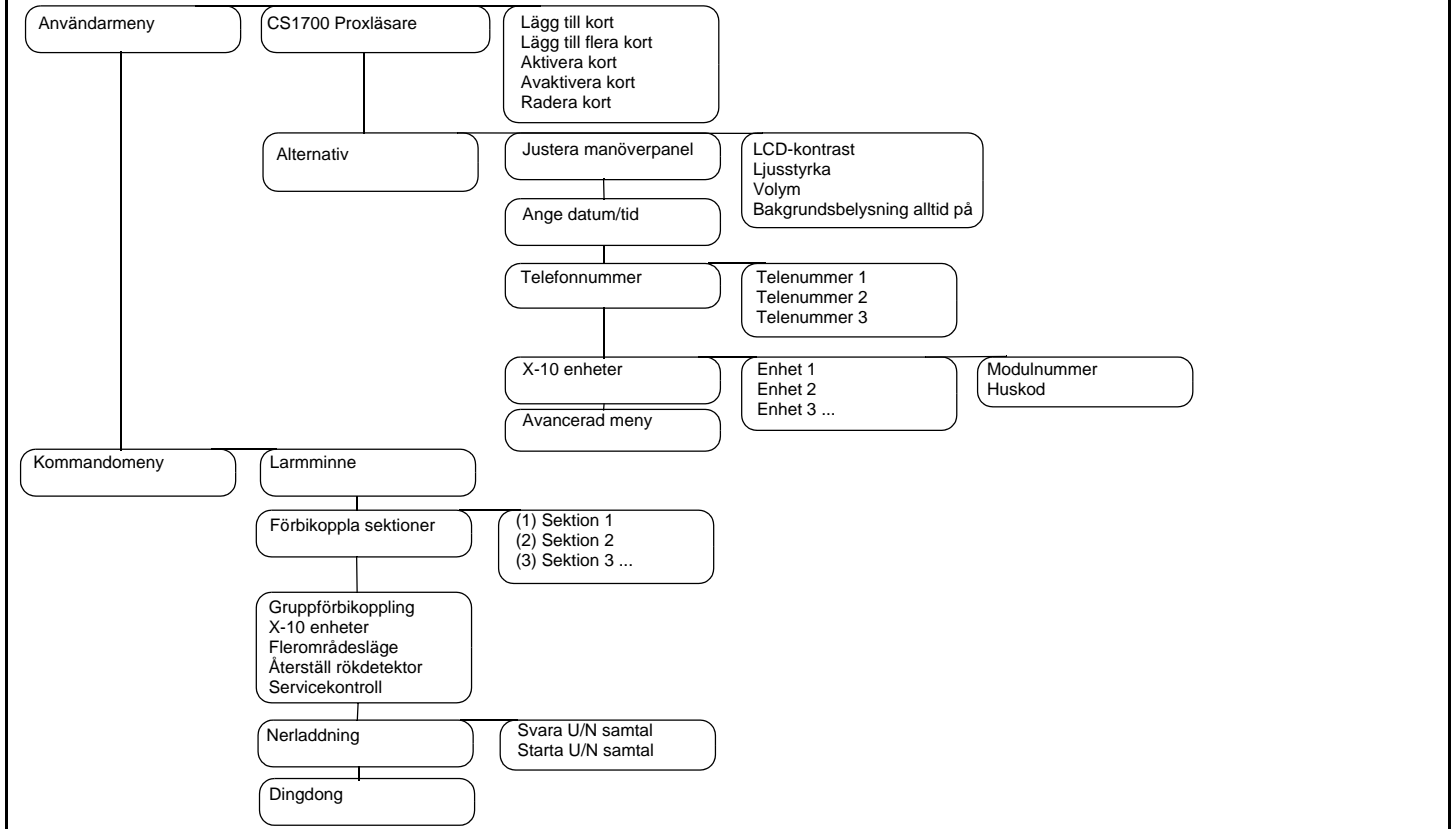 Användarmeny
CS1700 Proxläsare
Lägg till kort
Lägg till flera kort
Aktivera kort
Avaktivera kort
Radera kort
Alternativ
Justera manöverpanel
LCD-kontrast
Ljusstyrka
Volym
Bakgrundsbelysning alltid på
Ange datum/tid
Telefonnummer
Telenummer 1
Telenummer 2
Telenummer 3
X-10 enheter
Enhet 1
Enhet 2
Enhet 3 ...
Modulnummer
Huskod
Avancerad meny
Kommandomeny
Larmminne
Förbikoppla sektioner
(1) Sektion 1
(2) Sektion 2
(3) Sektion 3 ...
Gruppförbikoppling
X-10 enheter
Flerområdesläge
Återställ rökdetektor
Servicekontroll
Nerladdning
Svara U/N samtal
Starta U/N samtal
Dingdong